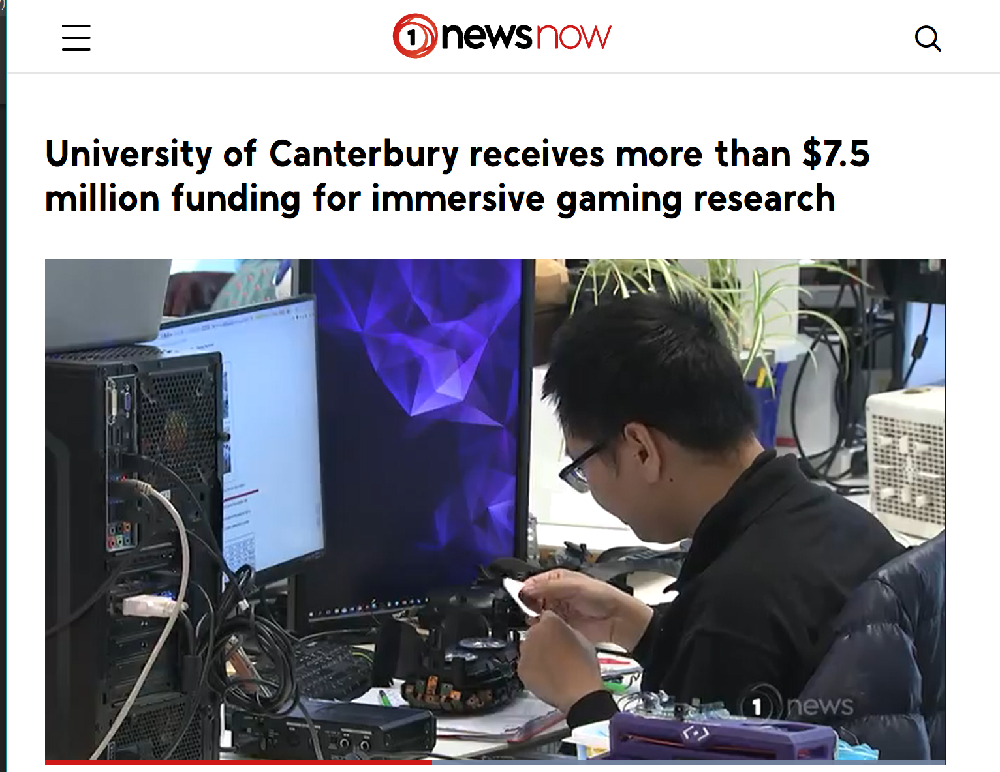 1 news now
University of Canterbury receives more than $7.5
million funding for immersive gaming research
1 news